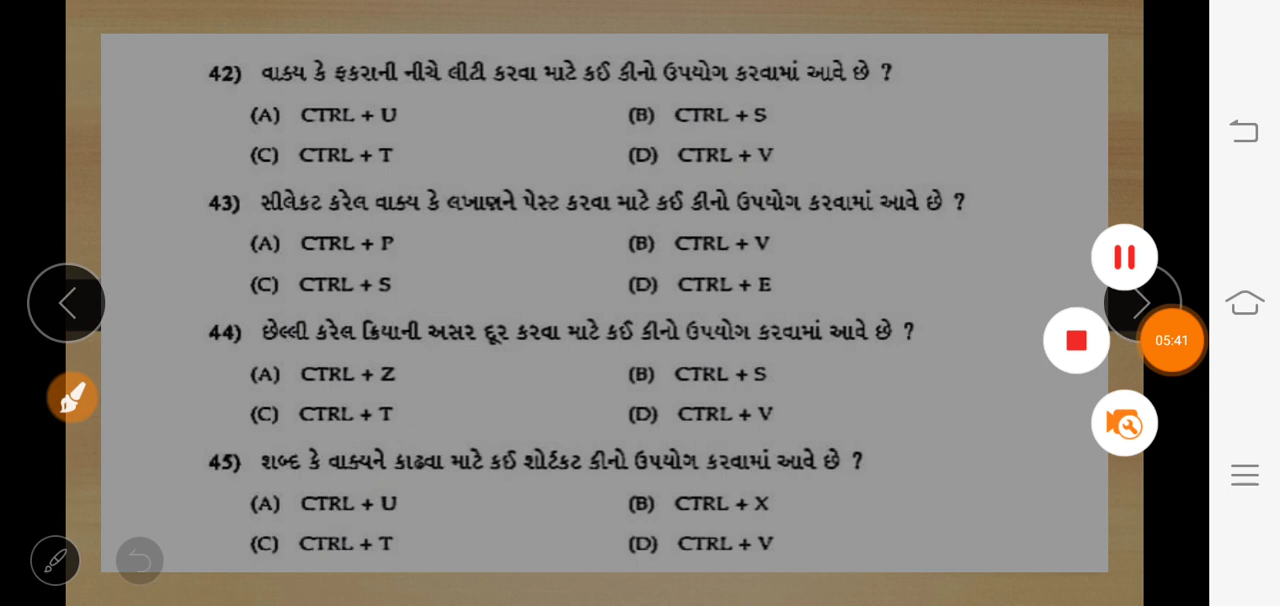 42) વાક્ય કે ફકરાની નીચે લીટી કરવા માટે કઈ કીનો ઉપયોગ કરવામાં આવે છે ?
(A) CTRL + U (B) CTRL + S
(C) CTRL + T (D) CTRL + V
43) સીલેકટ કરેલ વાક્ય કે લખાણને પેસ્ટ કરવા માટે કઈ કીનો ઉપયોગ કરવામાં આવે છે ?
(A) CTRL + P (B) CTRL + V
(C) CTRL + S (D) CTRL + E
44) છેલ્લી કરેલ ક્રિયાની અસર દૂર કરવા માટે કઈ કીનો ઉપયોગ કરવામાં આવે છે ?
(A) CTRL + Z (B) CTRL + S
(C) CTRL + T (D) CTRL + V
05:41
45) શબ્દ કે વાક્યને કાઢવા માટે કઈ શોર્ટકટ કીનો ઉપયોગ કરવામાં આવે છે ?
(A) CTRL + U (B) CTRL + X
(C) CTRL + T (D) CTRL + V